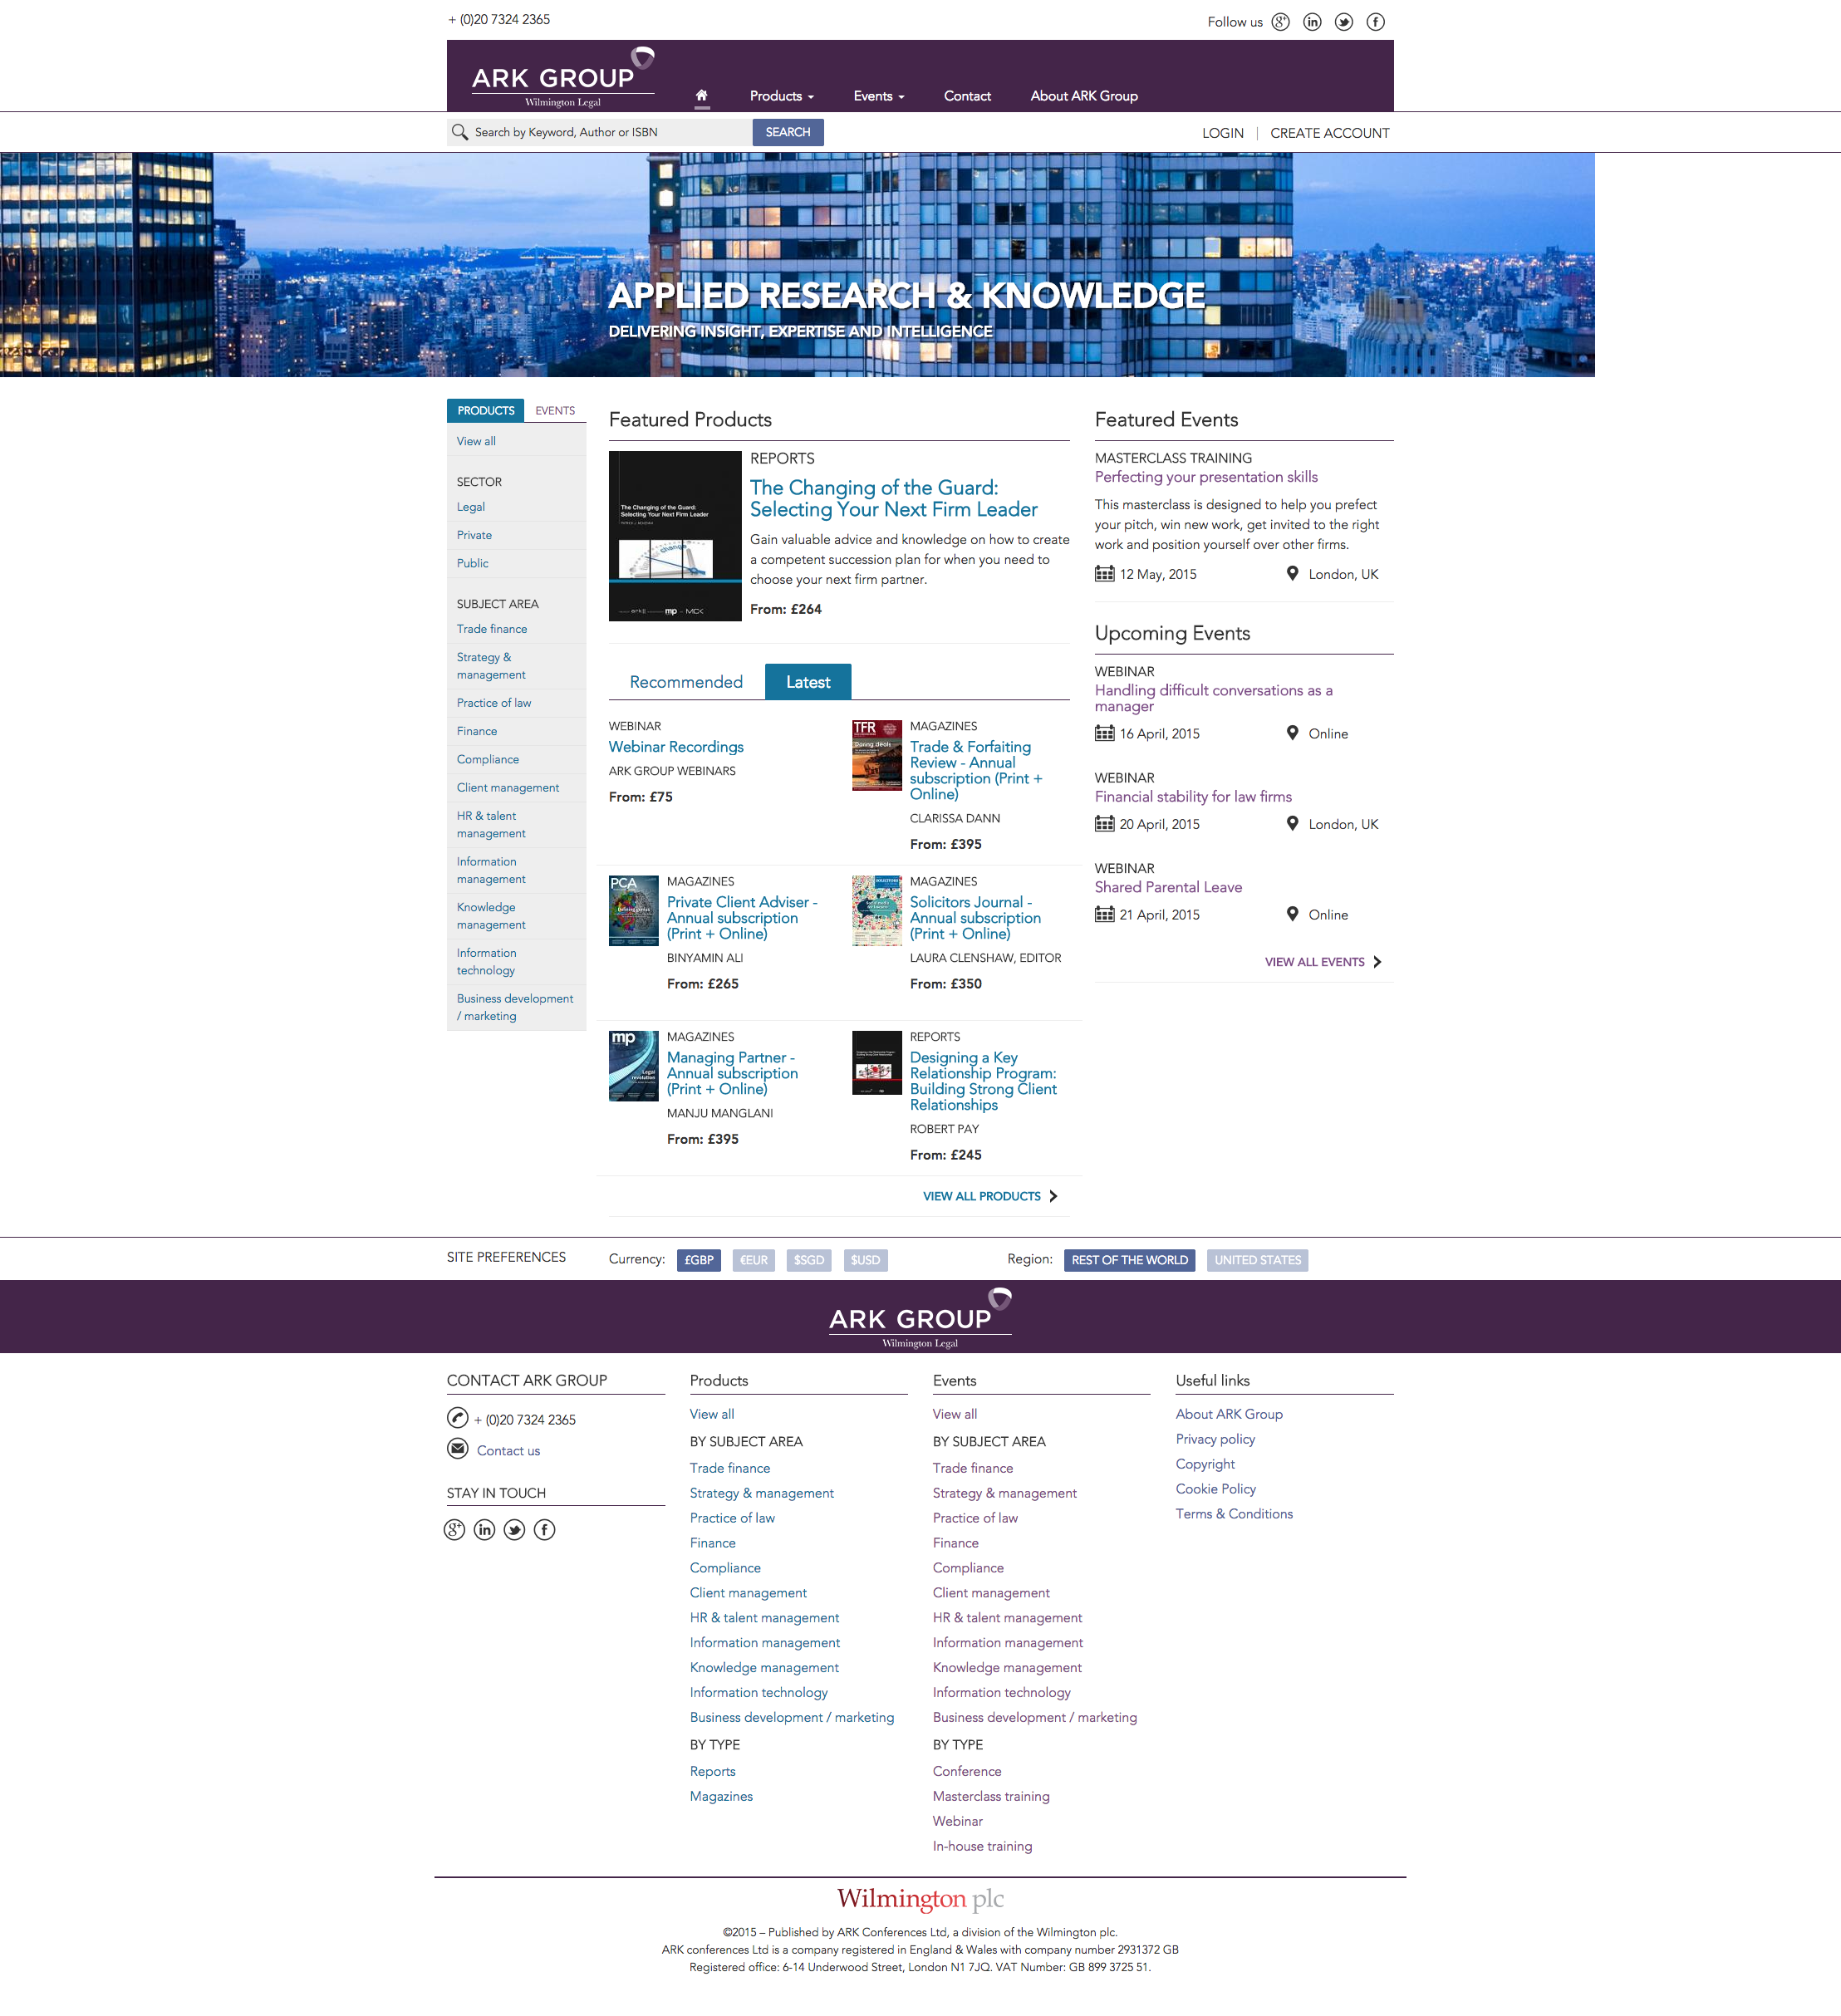 + (0)20 7324 2365
Follow us
ARK GROUP
Wilmington Legal
Products
Events
Contact
About ARK Group
Search by Keyword, Author or ISBN
SEARCH
LOGIN | CREATE ACCOUNT
APPLIED RESEARCH & KNOWLEDGE
DELIVERING INSIGHT, EXPERTISE AND INTELLIGENCE
PRODUCTS
EVENTS
View all
SECTOR
Legal
Private
Public
SUBJECT AREA
Trade finance
Strategy &
management
Practice of law
Finance
Compliance
Client management
HR & talent
management
Information
management
Knowledge
management
Information
technology
Business development
/ marketing
Featured Products
The Changing of the Guard:
Selecting Your Next Firm Leader
change
REPORTS
The Changing of the Guard:
Selecting Your Next Firm Leader
Gain valuable advice and knowledge on how to create
a competent succession plan for when you need to
choose your next firm partner.
From: £264
Recommended
Latest
WEBINAR
Webinar Recordings
ARK GROUP WEBINARS
From: £75
TFR
MAGAZINES
Trade & Forfaiting
Review - Annual
subscription (Print +
Online)
CLARISSA DANN
From: £395
PCA
MAGAZINES
Private Client Adviser -
Annual subscription
(Print + Online)
BINYAMIN ALI
From: £265
MAGAZINES
Solicitors Journal -
Annual subscription
(Print + Online)
LAURA CLENSHAW, EDITOR
From: £350
mp
Legal
revolution
MAGAZINES
Managing Partner -
Annual subscription
(Print + Online)
MANJU MANGLANI
From: £395
REPORTS
Designing a Key
Relationship Program:
Building Strong Client
Relationships
ROBERT PAY
From: £245
VIEW ALL PRODUCTS
Featured Events
MASTERCLASS TRAINING
Perfecting your presentation skills
This masterclass is designed to help you prefect
your pitch, win new work, get invited to the right
work and position yourself over other firms.
12 May, 2015
London, UK
Upcoming Events
WEBINAR
Handling difficult conversations as a
manager
16 April, 2015
Online
WEBINAR
Financial stability for law firms
20 April, 2015
London, UK
WEBINAR
Shared Parental Leave
21 April, 2015
Online
VIEW ALL EVENTS
SITE PREFERENCES
Currency: £GBP €EUR $SGD $USD
Region: REST OF THE WORLD UNITED STATES
ARK GROUP
Wilmington Legal
CONTACT ARK GROUP
+ (0)20 7324 2365
Contact us
STAY IN TOUCH
Products
View all
BY SUBJECT AREA
Trade finance
Strategy & management
Practice of law
Finance
Compliance
Client management
HR & talent management
Information management
Knowledge management
Information technology
Business development / marketing
BY TYPE
Reports
Magazines
Events
View all
BY SUBJECT AREA
Trade finance
Strategy & management
Practice of law
Finance
Compliance
Client management
HR & talent management
Information management
Knowledge management
Information technology
Business development / marketing
BY TYPE
Conference
Masterclass training
Webinar
In-house training
Useful links
About ARK Group
Privacy policy
Copyright
Cookie Policy
Terms & Conditions
Wilmington plc
©2015 – Published by ARK Conferences Ltd, a division of the Wilmington plc.
ARK conferences Ltd is a company registered in England & Wales with company number 2931372 GB
Registered office: 6-14 Underwood Street, London N1 7JQ. VAT Number: GB 899 3725 51.